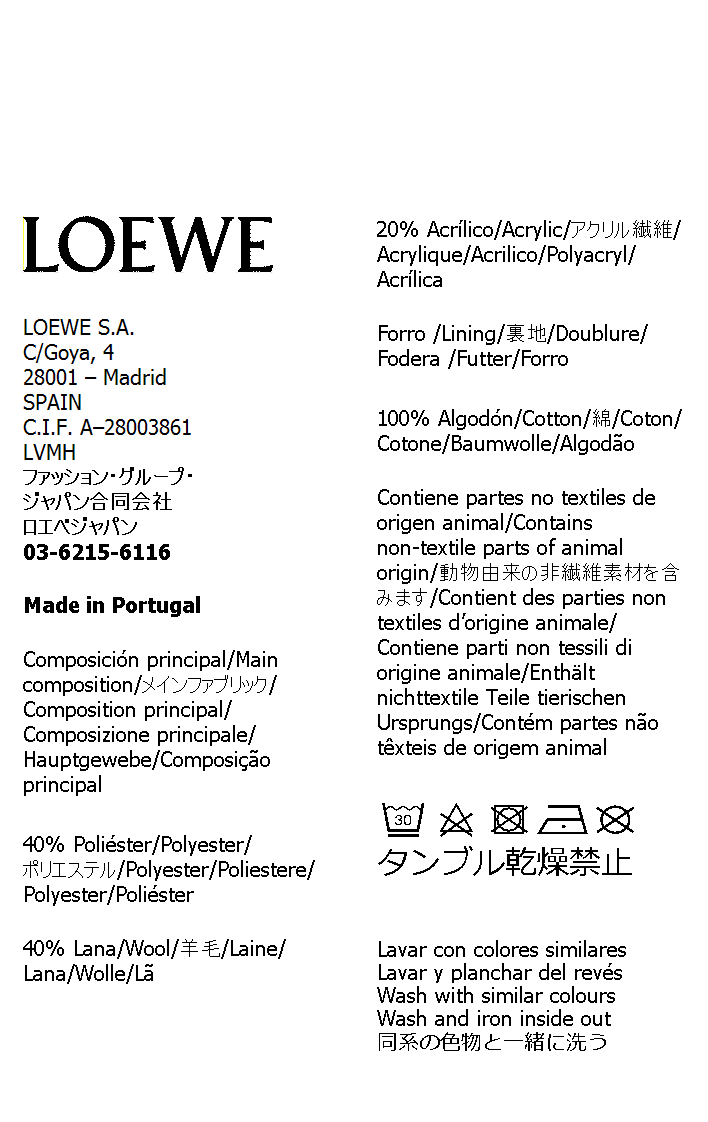 LOEWE
LOEWE S.A.
C/Goya, 4
28001 – Madrid
SPAIN
C.I.F. A–28003861
LVMH
ファッション・グループ・
ジャパン合同会社
ロエベジャパン
03-6215-6116
Made in Portugal
Composición principal/Main
composition/メインファブリック/
Composition principal/
Composizione principale/
Hauptgewebe/Composição
principal
40% Poliéster/Polyester/
ポリエステル/Polyester/Poliestere/
Polyester/Poliéster
40% Lana/Wool/羊毛/Laine/
Lana/Wolle/Lã
20% Acrílico/Acrylic/アクリル繊維/
Acrylique/Acrilico/Polyacryl/
Acrílica
Forro /Lining/裏地/Doublure/
Fodera /Futter/Forro
100% Algodón/Cotton/綿/Coton/
Cotone/Baumwolle/Algodão
Contiene partes no textiles de
origen animal/Contains
non-textile parts of animal
origin/動物由来の非繊維素材を含
みます/Contient des parties non
textiles d’origine animale/
Contiene parti non tessili di
origine animale/Enthält
nichttextile Teile tierischen
Ursprungs/Contém partes não
têxteis de origem animal
30
タンブル乾燥禁止
Lavar con colores similares
Lavar y planchar del revés
Wash with similar colours
Wash and iron inside out
同系の色物と一緒に洗う